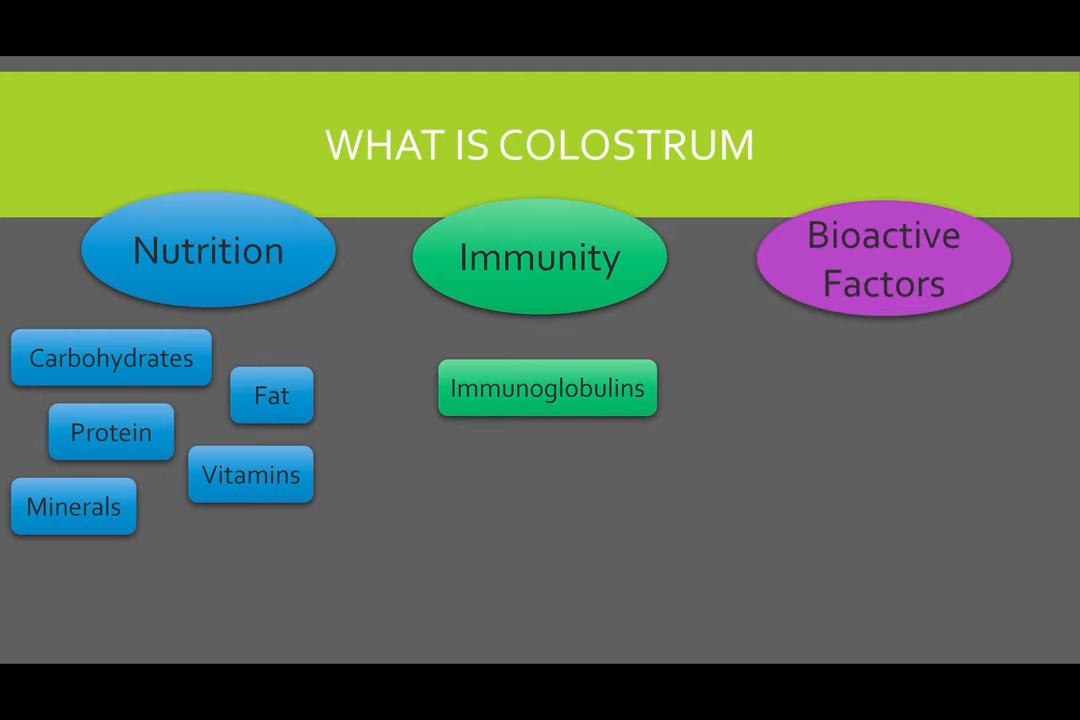 WHAT IS COLOSTRUM
Nutrition
Immunity
Bioactive
Factors
Carbohydrates
Fat
Protein
Vitamins
Minerals
Immunoglobulins